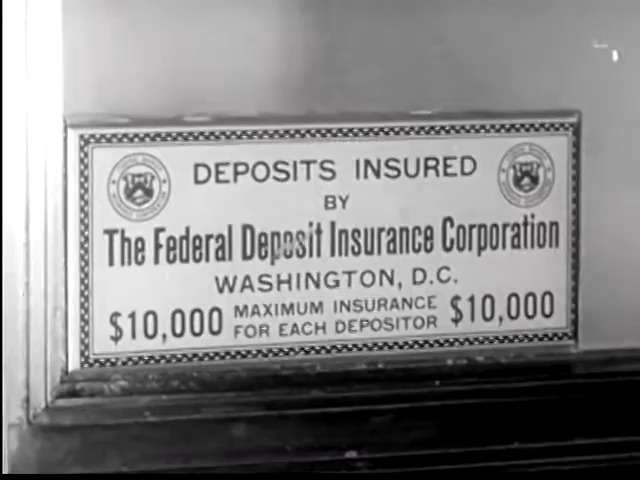 DEPOSITS INSURED
BY
The Federal Deposit Insurance Corporation
WASHINGTON, D.C.
$10,000 MAXIMUM INSURANCE FOR EACH DEPOSITOR $10,000